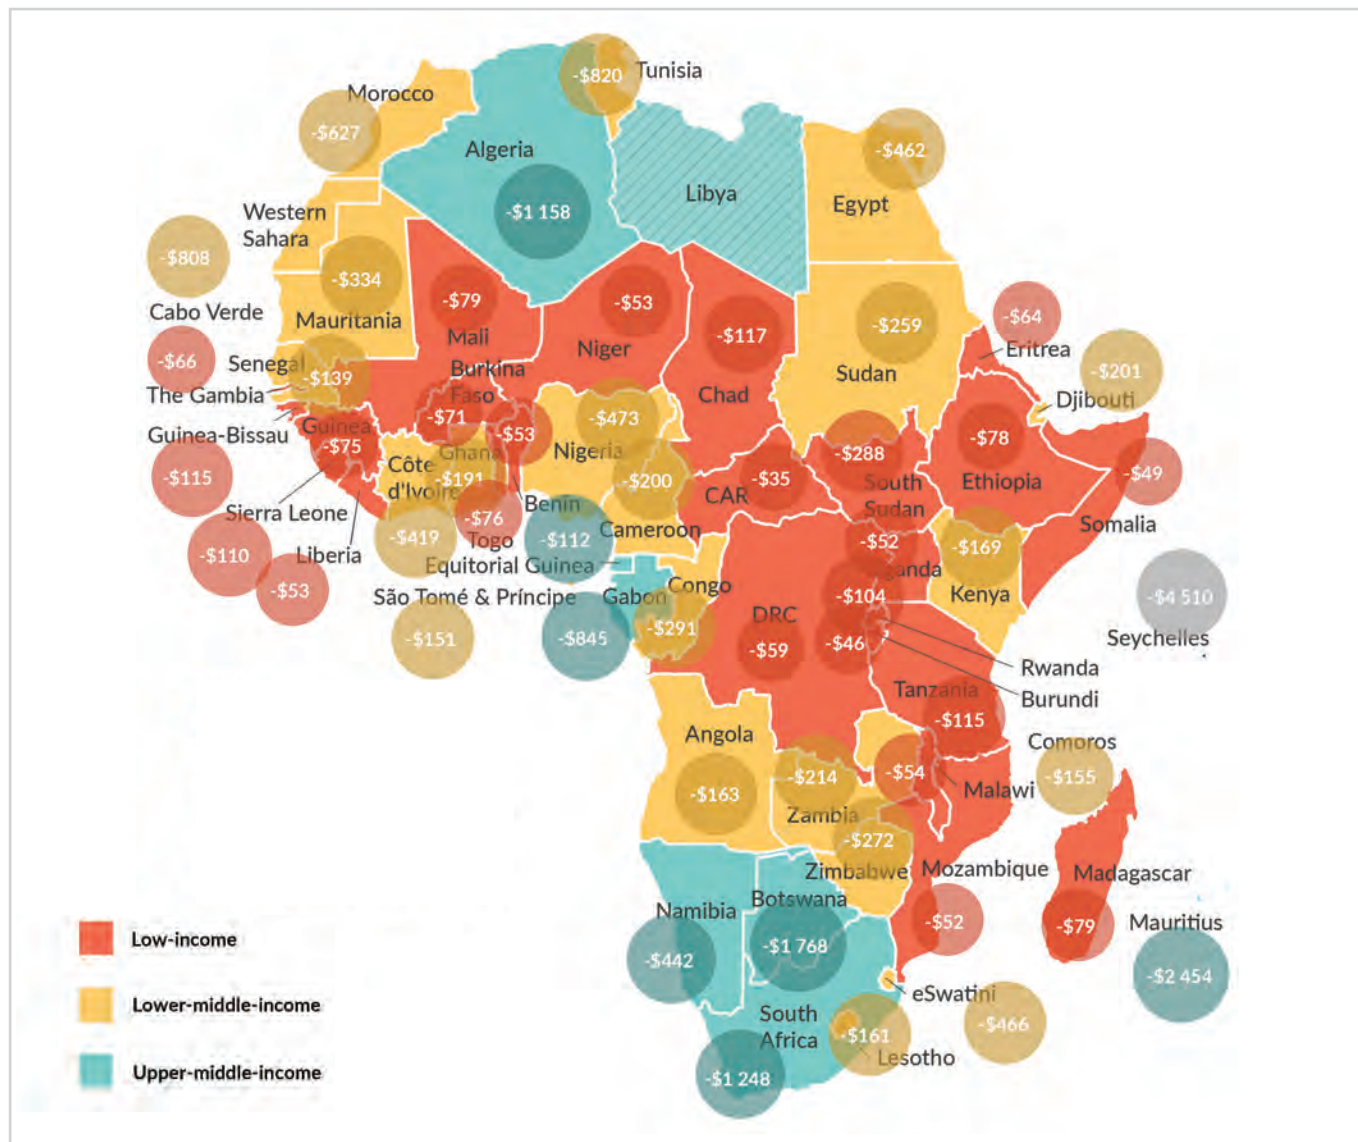 -$820
Tunisia
Morocco
-$627
Algeria
-$462
Libya
Egypt
-$1 158
Western
Sahara
-$808
-$334
Cabo Verde
Mauritania
-$79
Mali
-$53
Niger
-$117
Chad
-$259
Sudan
-$64
Eritrea
-$201
Djibouti
-$66
Senegal
-$139
The Gambia
Burkina
Faso
-$71
Guinea-Bissau
Guinea
-$75
-$53
Nigeria
-$473
-$288
South
Sudan
-$78
Ethiopia
-$49
Somalia
-$115
Côte
d'Ivoire
Ghana
-$191
-$200
Cameroon
CAR
-$35
Sierra Leone
Benin
-$76
Togo
-$110
Liberia
-$53
-$419
-$112
Equitorial Guinea
-$52
Uganda
-$169
Kenya
São Tomé & Príncipe
-$151
Gabon
-$845
Congo
-$291
DRC
-$59
-$104
-$46
-$4 510
Seychelles
Rwanda
Burundi
Tanzania
-$115
Angola
-$163
-$214
Zambia
-$54
Malawi
Comoros
-$155
-$272
Zimbabwe
Mozambique
-$52
Madagascar
-$79
Mauritius
-$2 454
Namibia
-$442
Botswana
-$1 768
eSwatini
-$466
South
Africa
-$1 248
-$161
Lesotho
Low-income
Lower-middle-income
Upper-middle-income